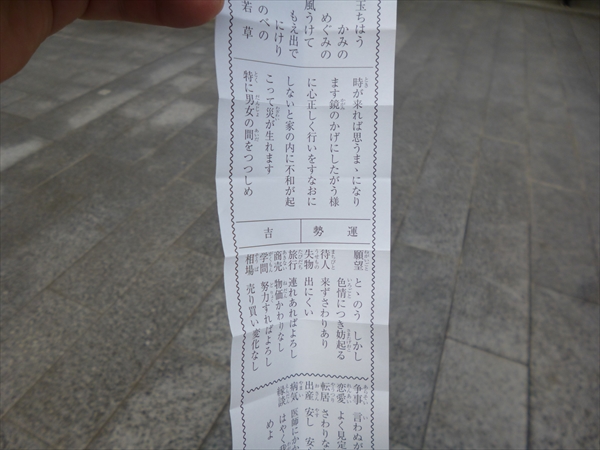 玉ちはう
かみの
めぐみの
風うけて
もえ出で
にけり
のべの
若草
時が来れば思うまゝになり
ます鏡のかげにしたがう様
に心正しく行いをすなおに
しないと家の内に不和が起
こって災が生れます
特に男女の間をつつしめ
運勢 吉
願望 とゝのう しかし
色情につき妨起る
待人 来ずさわりあり
失物 出にくい
旅行 連れあればよろし
商売 物価かわりなし
学問 努力すればよろし
相場 売り買い変化なし
争事 言わぬが
恋愛 よく見定
転居 さわりな
出産 安し 安
病気 医師にか
縁談 はやく
めよ